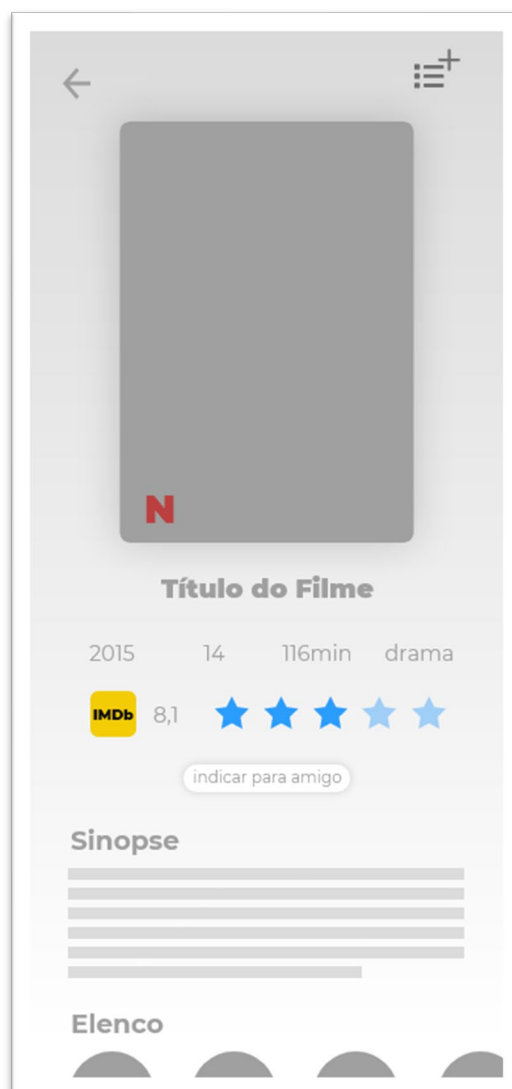 N
Título do Filme
2015 14 116min drama
IMDb 8,1
indicar para amigo
Sinopse
Elenco